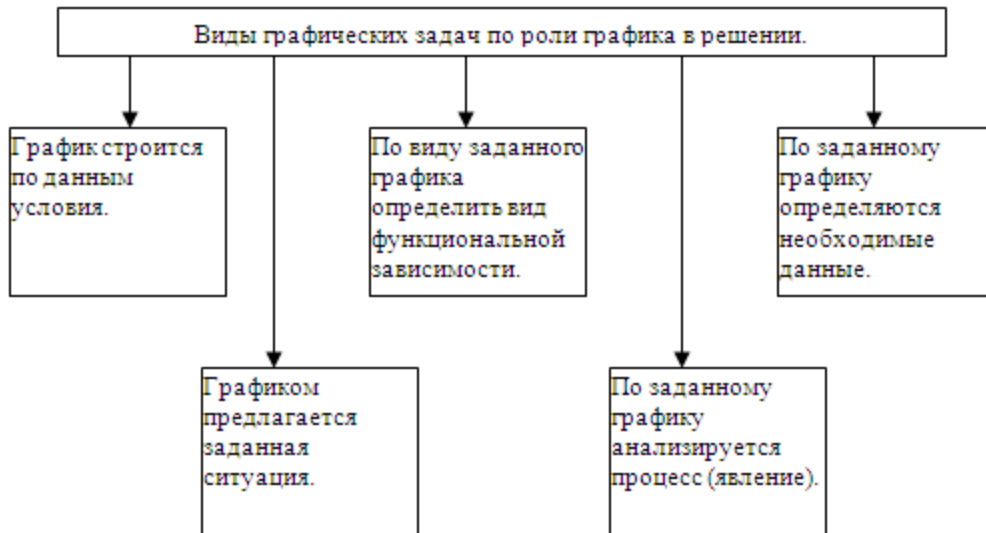 Виды графических задач по роли графика в решении.
График строится
по данным
условия.
По виду заданного
графика
определить вид
функциональной
зависимости.
По заданному
графику
определяются
необходимые
данные.
Графиком
предлагается
заданная
ситуация.
По заданному
графику
анализируется
процесс (явление).